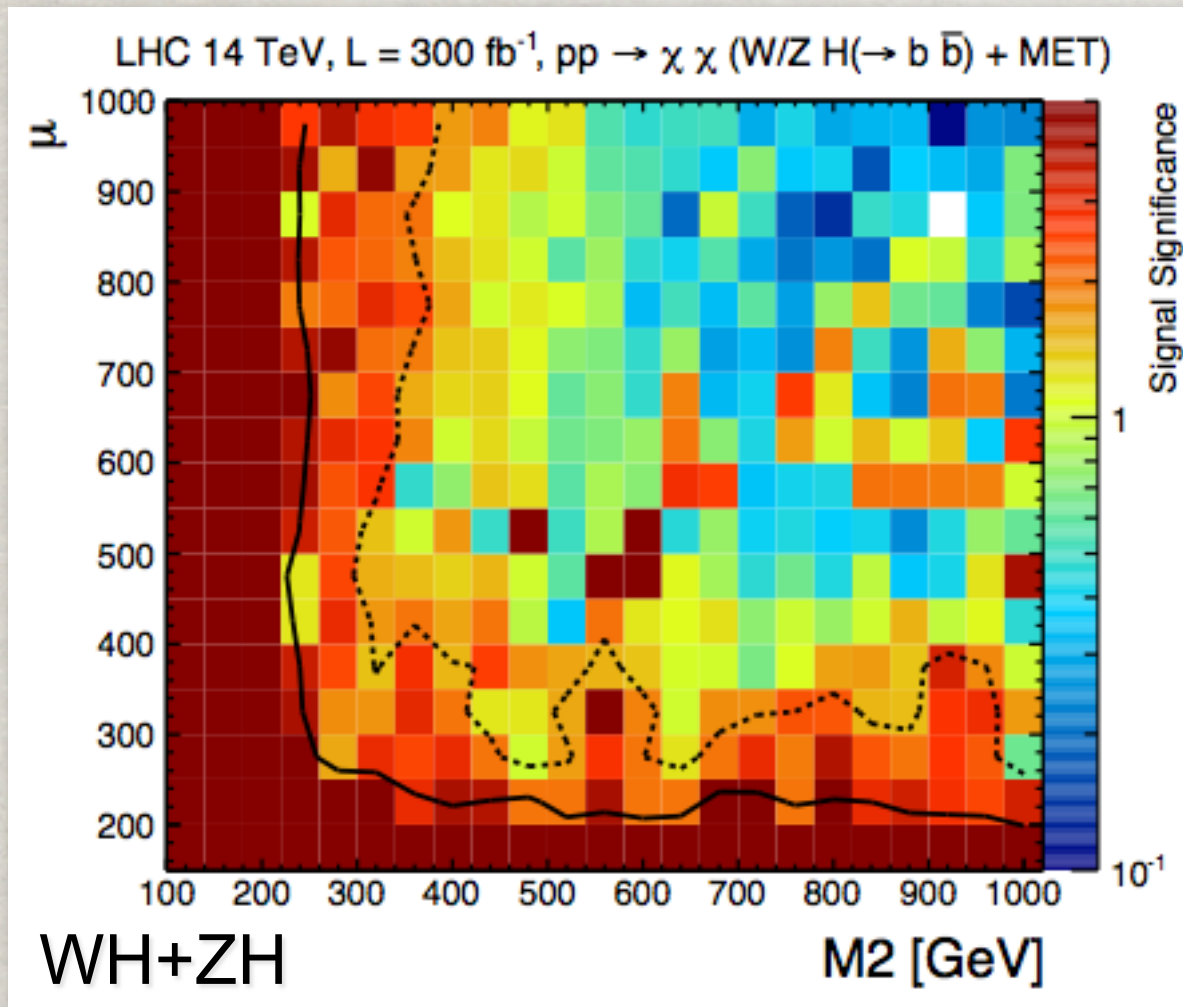 LHC 14 TeV, L = 300 fb⁻¹, pp → χ χ (W/Z H(→ b b̅) + MET)
μ
1000
900
800
700
600
500
400
300
200
100 200 300 400 500 600 700 800 900 1000
Signal Significance
1
10⁻¹
WH+ZH
M2 [GeV]